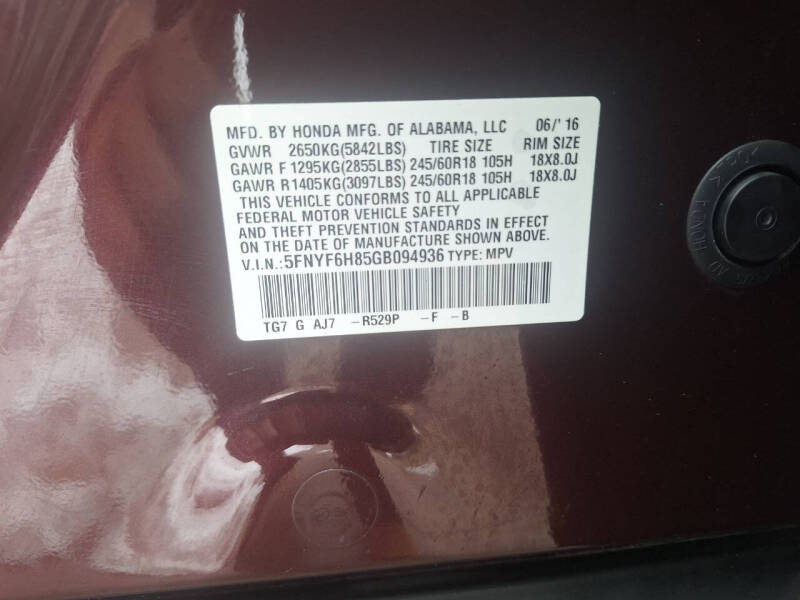 MFD. BY HONDA MFG. OF ALABAMA, LLC 06/'16
GVWR 2650KG(5842LBS) TIRE SIZE RIM SIZE
GAWR F 1295KG(2855LBS) 245/60R18 105H 18X8.0J
GAWR R 1405KG(3097LBS) 245/60R18 105H 18X8.0J
THIS VEHICLE CONFORMS TO ALL APPLICABLE
FEDERAL MOTOR VEHICLE SAFETY
AND THEFT PREVENTION STANDARDS IN EFFECT
ON THE DATE OF MANUFACTURE SHOWN ABOVE.
V.I.N.:5FNYF6H85GB094936 TYPE: MPV
TG7 G AJ7 -R529P -F -B